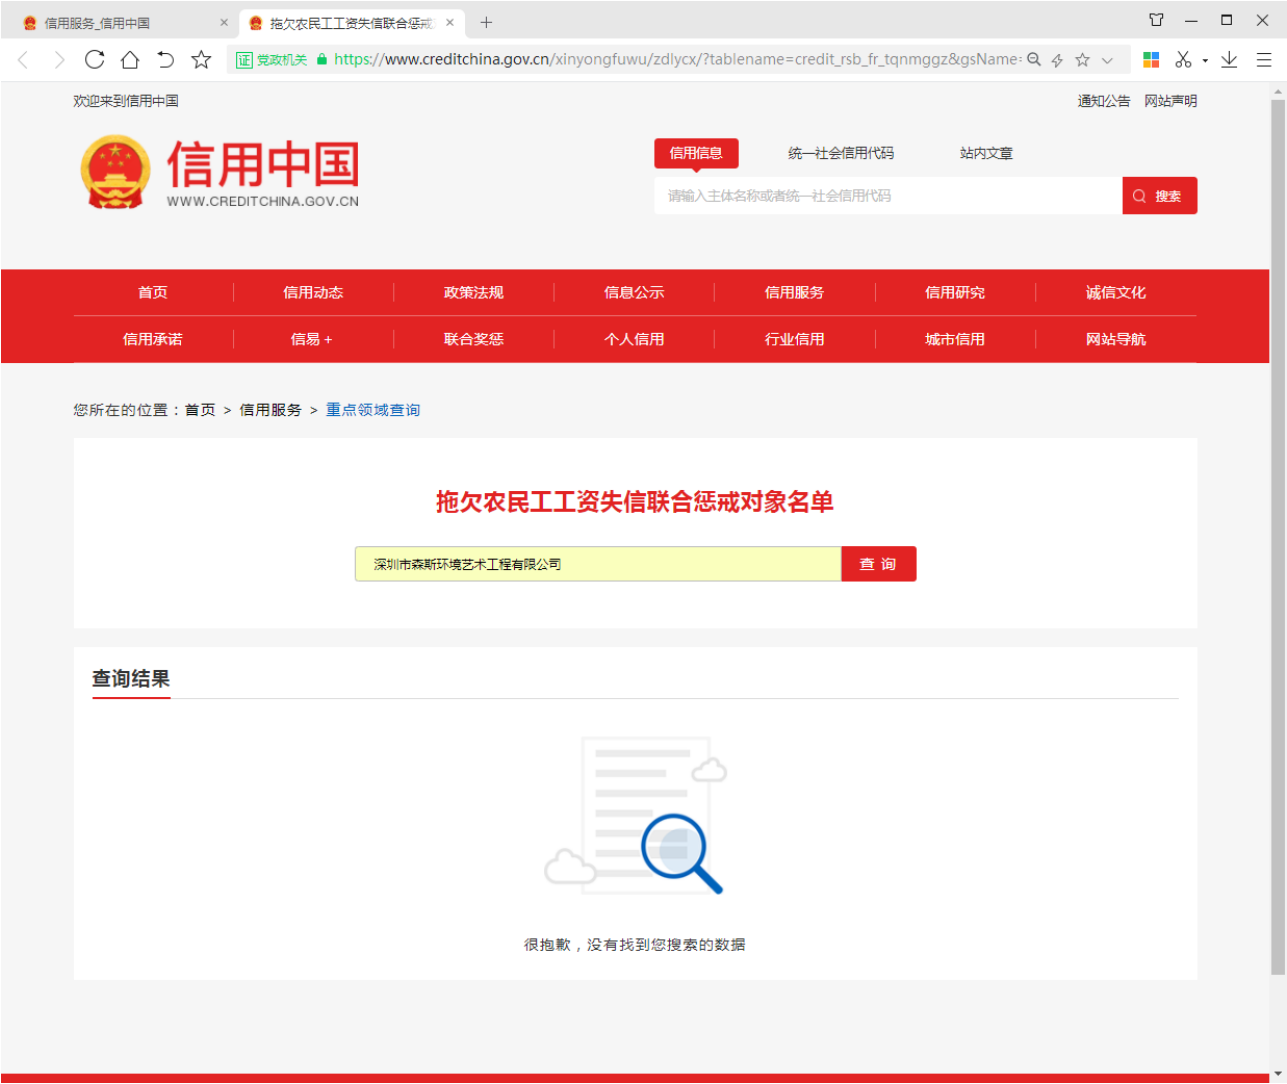 信用服务_信用中国
拖欠农民工工资失信联合惩戒
证 党政机关 https://www.creditchina.gov.cn/xinyongfuwu/zdlycx/?tablename=credit_rsb_fr_tqnmggz&gsName=
欢迎来到信用中国
通知公告 网站声明
信用中国
WWW.CREDITCHINA.GOV.CN
信用信息 统一社会信用代码 站内文章
请输入主体名称或者统一社会信用代码 搜索
首页 信用动态 政策法规 信息公示 信用服务 信用研究 诚信文化
信用承诺 信易 + 联合奖惩 个人信用 行业信用 城市信用 网站导航
您所在的位置：首页 > 信用服务 > 重点领域查询
拖欠农民工工资失信联合惩戒对象名单
深圳市森斯环境艺术工程有限公司 查 询
查询结果
很抱歉，没有找到您搜索的数据